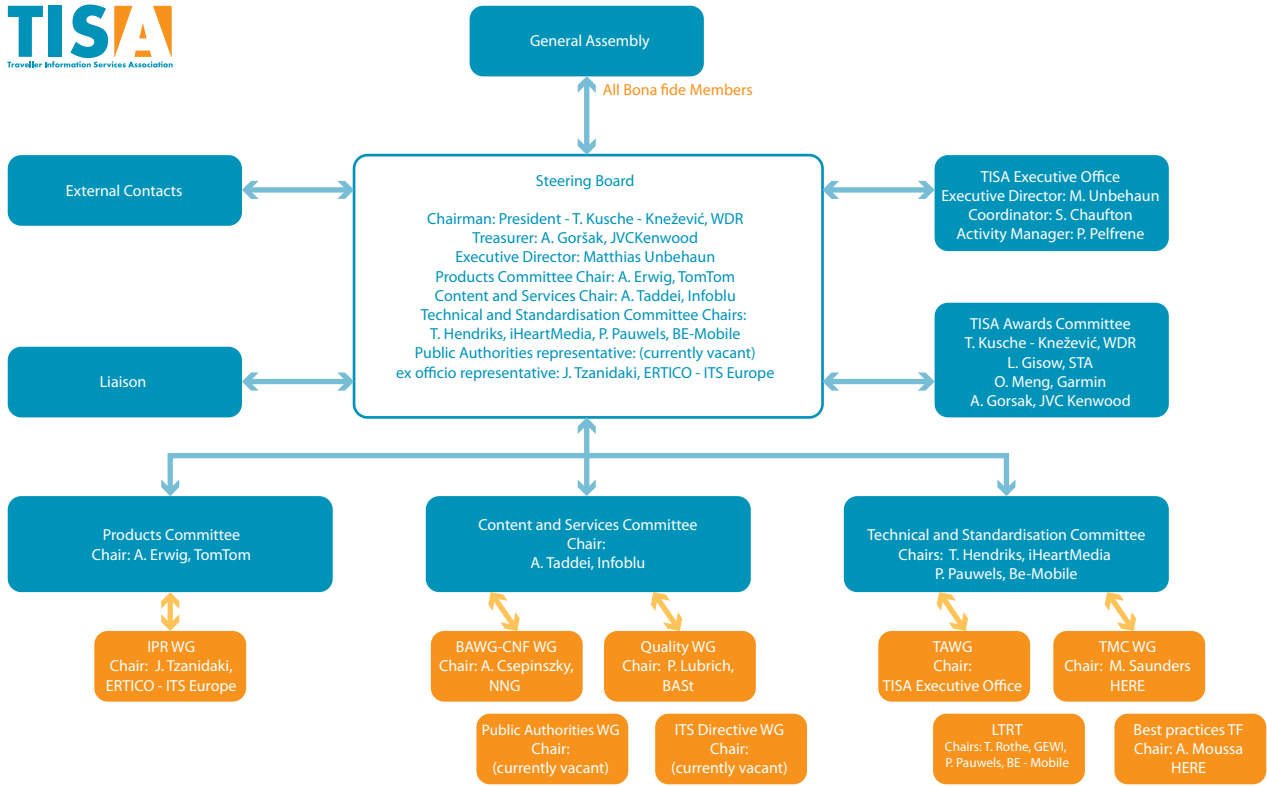 TISA
Traveller Information Services Association
General Assembly
All Bona fide Members
External Contacts
Steering Board
Chairman: President - T. Kusche - Knežević, WDR
Treasurer: A. Goršak, JVCKenwood
Executive Director: Matthias Unbehaun
Products Committee Chair: A. Erwig, TomTom
Content and Services Chair: A. Taddei, Infoblu
Technical and Standardisation Committee Chairs:
T. Hendriks, iHeartMedia, P. Pauwels, BE-Mobile
Public Authorities representative: (currently vacant)
ex officio representative: J. Tzanidaki, ERTICO - ITS Europe
TISA Executive Office
Executive Director: M. Unbehaun
Coordinator: S. Chaufton
Activity Manager: P. Pelfrene
Liaison
TISA Awards Committee
T. Kusche - Knežević, WDR
L. Gisow, STA
O. Meng, Garmin
A. Gorsak, JVC Kenwood
Products Committee
Chair: A. Erwig, TomTom
Content and Services Committee
Chair:
A. Taddei, Infoblu
Technical and Standardisation Committee
Chairs: T. Hendriks, iHeartMedia
P. Pauwels, Be-Mobile
IPR WG
Chair: J. Tzanidaki,
ERTICO - ITS Europe
BAWG-CNF WG
Chair: A. Csepinszky,
NNG
Quality WG
Chair: P. Lubrich,
BASt
TAWG
Chair:
TISA Executive Office
TMC WG
Chair: M. Saunders
HERE
Public Authorities WG
Chair:
(currently vacant)
ITS Directive WG
Chair:
(currently vacant)
LTRT
Chairs: T. Rothe, GEWI,
P. Pauwels, BE - Mobile
Best practices TF
Chair: A. Moussa
HERE